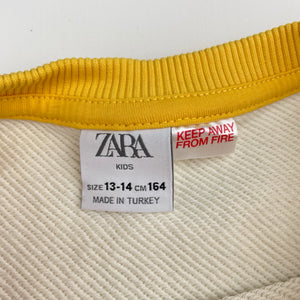 ZARA
KIDS
SIZE 13-14 CM 164
MADE IN TURKEY
KEEP AWAY
FROM FIRE